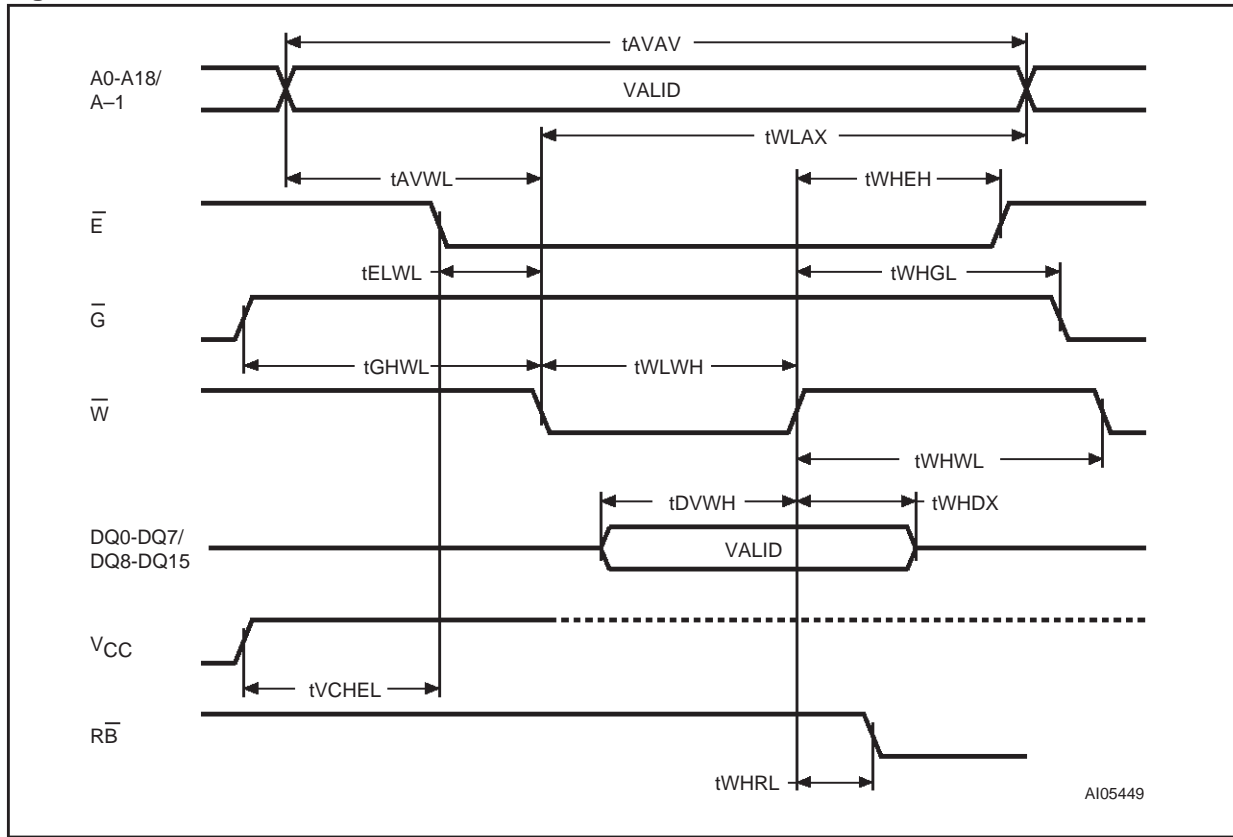 tAVAV
A0-A18/
A–1
VALID
tWLAX
tAVWL
tWHEH
E̅
tELWL
tWHGL
G̅
tGHWL
tWLWH
W̅
tWHWL
tDVWH
tWHDX
DQ0-DQ7/
DQ8-DQ15
VALID
VCC
tVCHEL
RB̅
tWHRL
AI05449